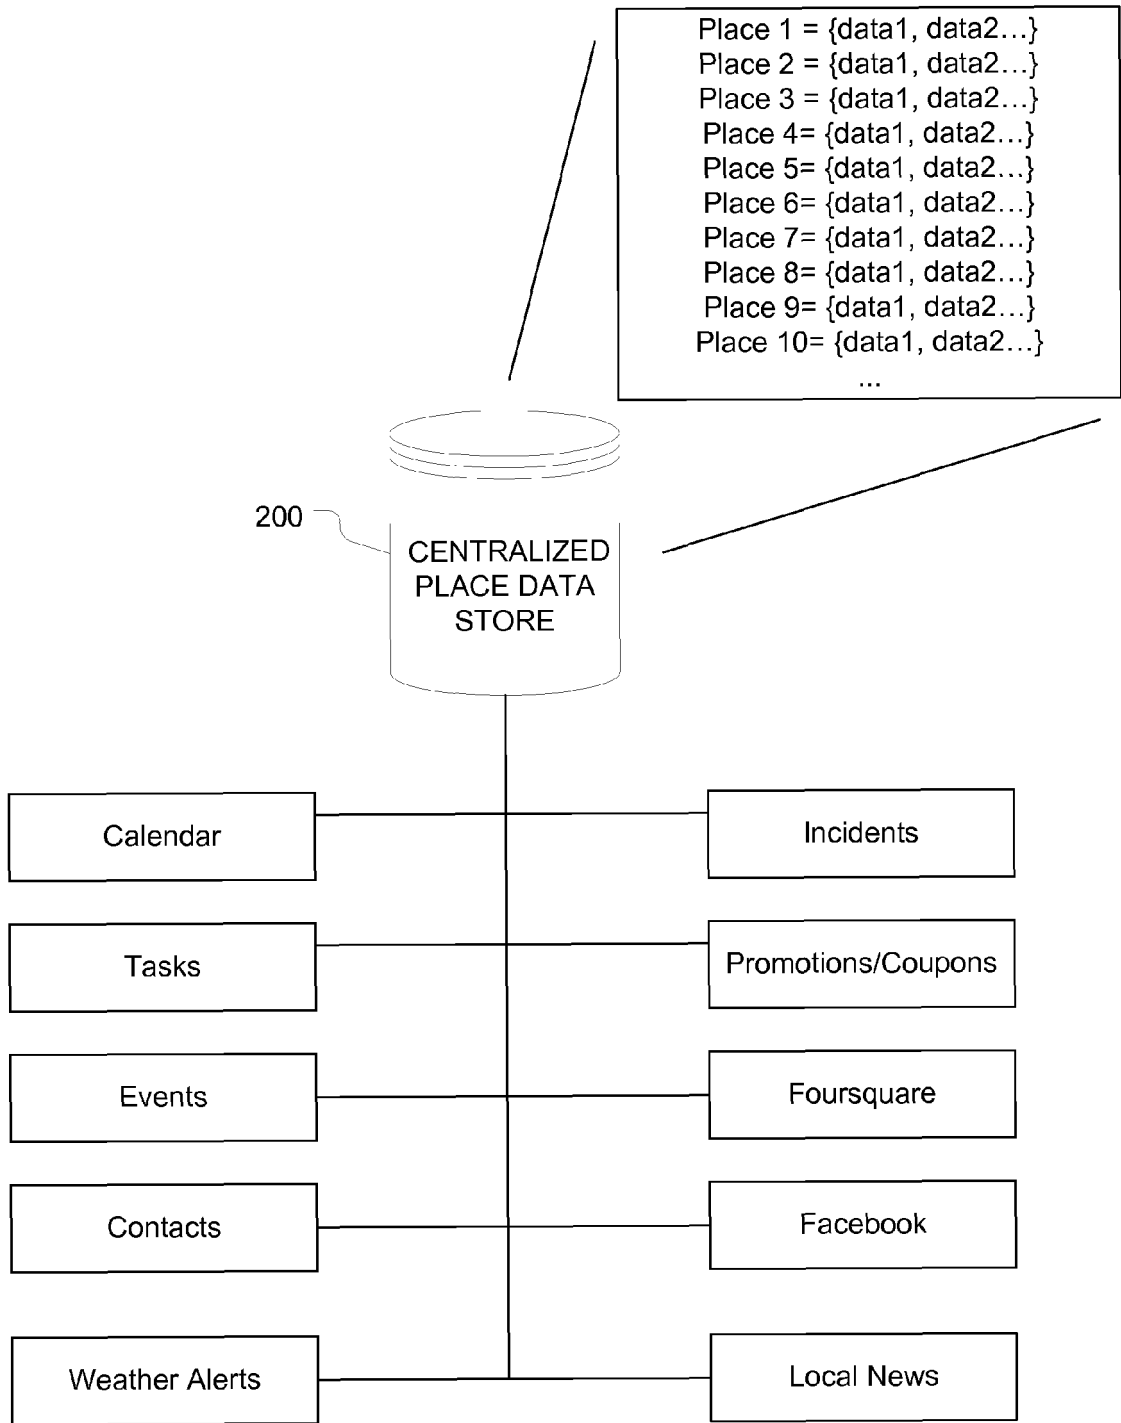 Place 1 = {data1, data2...}
Place 2 = {data1, data2...}
Place 3 = {data1, data2...}
Place 4= {data1, data2...}
Place 5= {data1, data2...}
Place 6= {data1, data2...}
Place 7= {data1, data2...}
Place 8= {data1, data2...}
Place 9= {data1, data2...}
Place 10= {data1, data2...}
...
200
CENTRALIZED
PLACE DATA
STORE
Calendar
Incidents
Tasks
Promotions/Coupons
Events
Foursquare
Contacts
Facebook
Weather Alerts
Local News